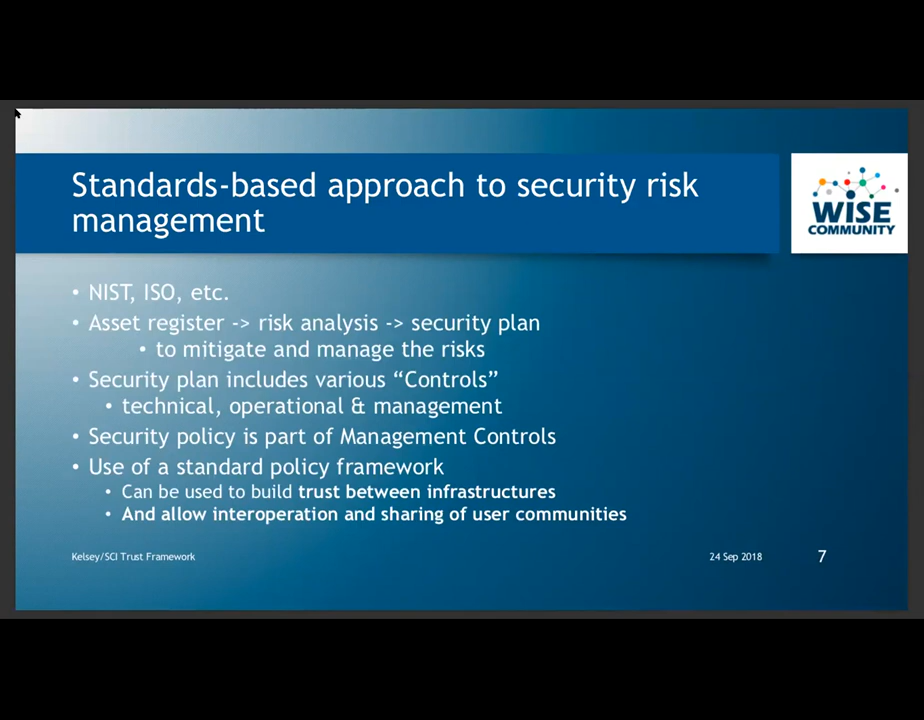 Standards-based approach to security risk
management
WISE
COMMUNITY
• NIST, ISO, etc.
• Asset register -> risk analysis -> security plan
• to mitigate and manage the risks
• Security plan includes various “Controls”
• technical, operational & management
• Security policy is part of Management Controls
• Use of a standard policy framework
• Can be used to build trust between infrastructures
• And allow interoperation and sharing of user communities
Kelsey/SCI Trust Framework
24 Sep 2018
7